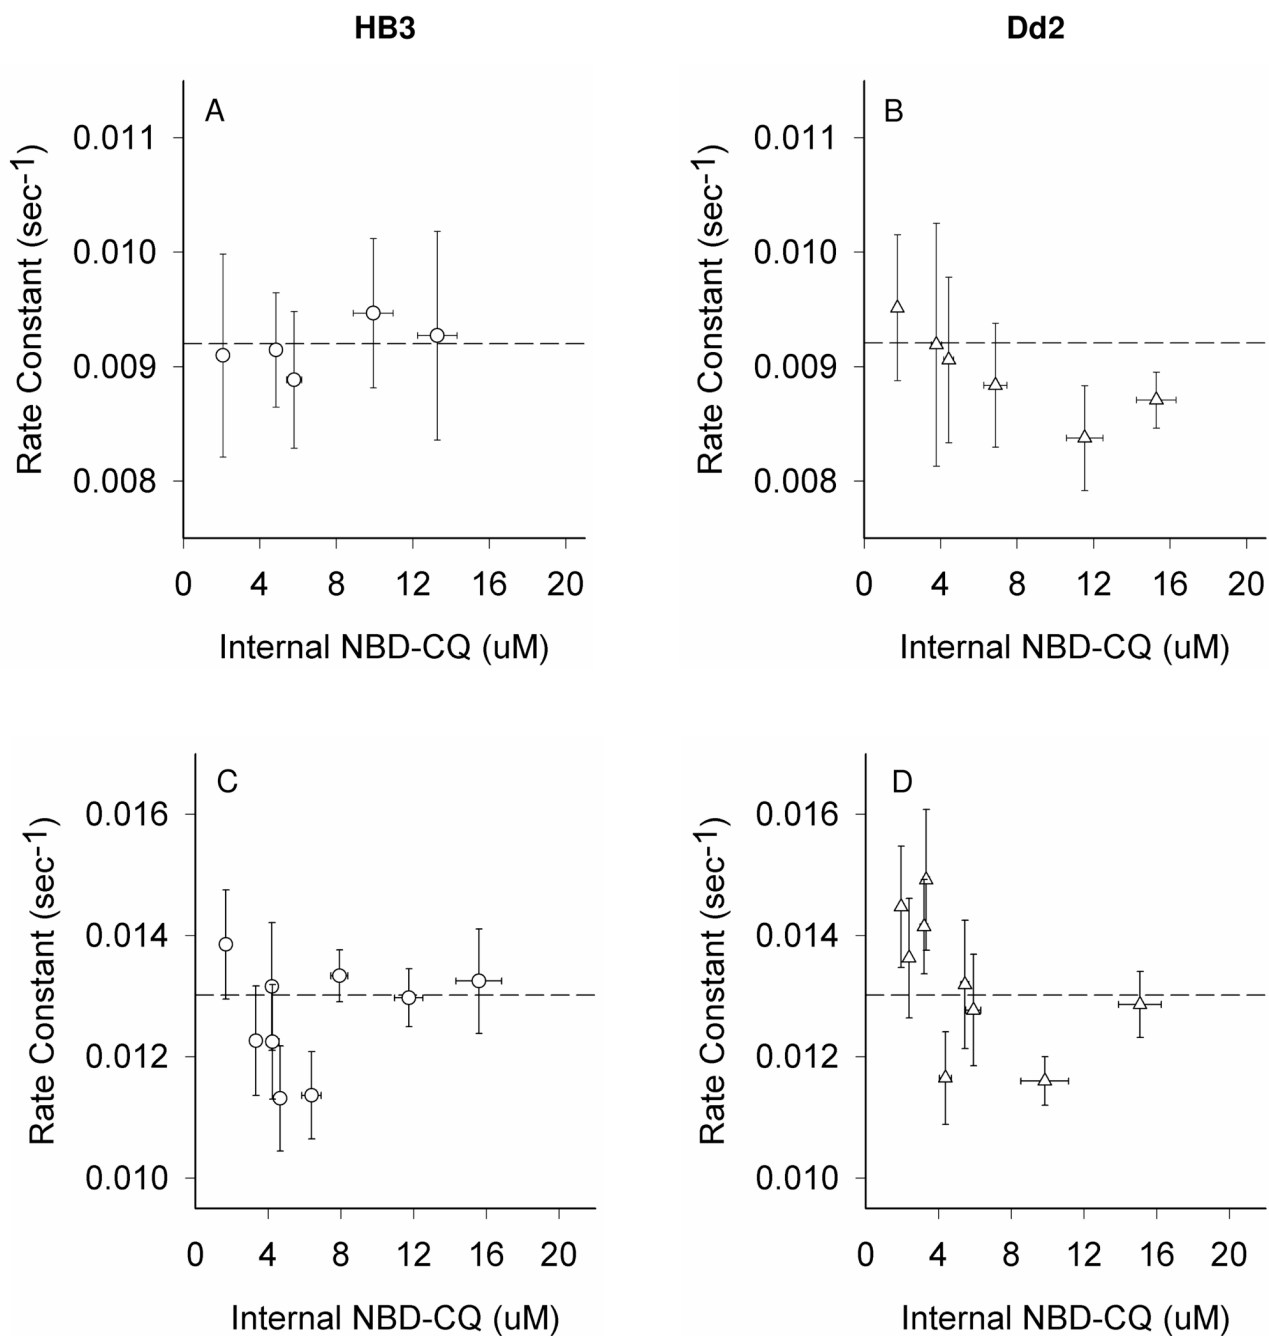 HB3
Dd2
A
0.011
0.010
0.009
0.008
Rate Constant (sec-1)
0 4 8 12 16 20
Internal NBD-CQ (uM)
B
0.011
0.010
0.009
0.008
Rate Constant (sec-1)
0 4 8 12 16 20
Internal NBD-CQ (uM)
C
0.016
0.014
0.012
0.010
Rate Constant (sec-1)
0 4 8 12 16 20
Internal NBD-CQ (uM)
D
0.016
0.014
0.012
0.010
Rate Constant (sec-1)
0 4 8 12 16 20
Internal NBD-CQ (uM)